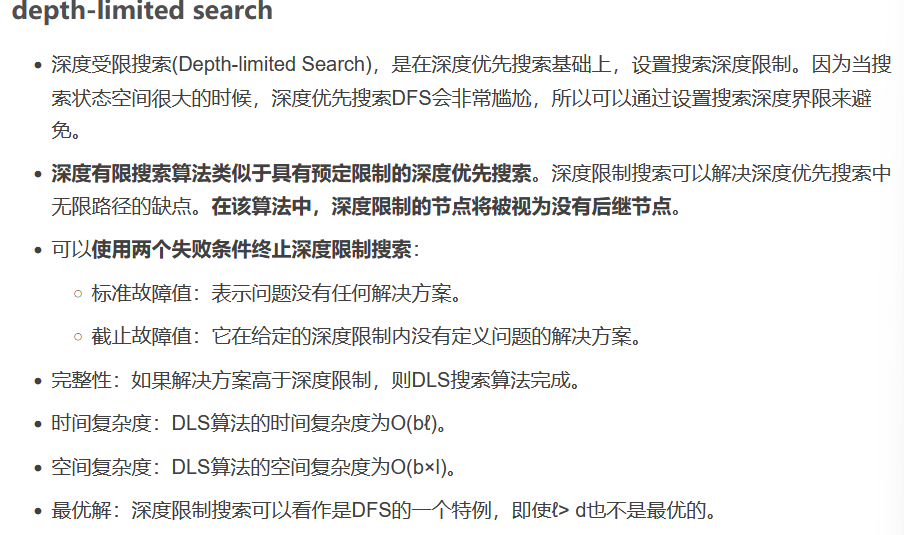 depth-limited search
深度受限搜索(Depth-limited Search)，是在深度优先搜索基础上，设置搜索深度限制。因为当搜
索状态空间很大的时候，深度优先搜索DFS会非常尴尬，所以可以通过设置搜索深度界限来避
免。
深度有限搜索算法类似于具有预定限制的深度优先搜索。深度限制搜索可以解决深度优先搜索中
无限路径的缺点。在该算法中，深度限制的节点将被视为没有后继节点。
可以使用两个失败条件终止深度限制搜索：
标准故障值：表示问题没有任何解决方案。
截止故障值：它在给定的深度限制内没有定义问题的解决方案。
完整性：如果解决方案高于深度限制，则DLS搜索算法完成。
时间复杂度：DLS算法的时间复杂度为O(bℓ)。
空间复杂度：DLS算法的空间复杂度为O(b×l)。
最优解：深度限制搜索可以看作是DFS的一个特例，即使ℓ> d也不是最优的。